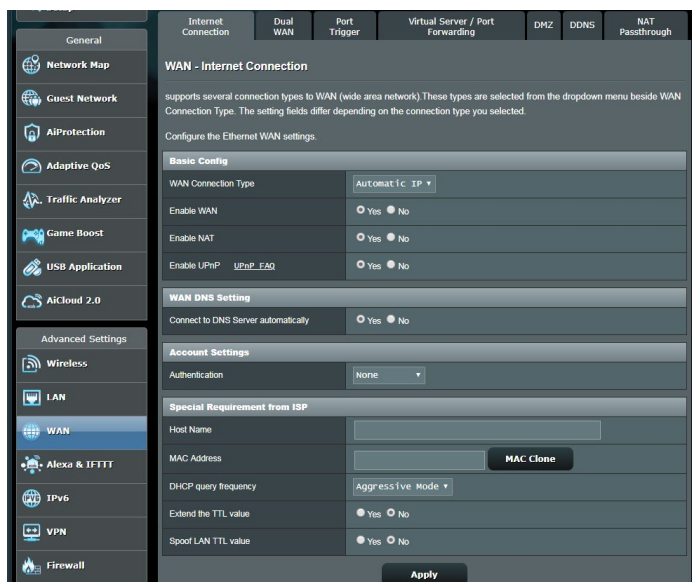 General
Network Map
Guest Network
AiProtection
Adaptive QoS
Traffic Analyzer
Game Boost
USB Application
AiCloud 2.0
Advanced Settings
Wireless
LAN
WAN
Alexa & IFTTT
IPv6
VPN
Firewall
Internet Connection
Dual WAN
Port Trigger
Virtual Server / Port Forwarding
DMZ
DDNS
NAT Passthrough
WAN - Internet Connection
supports several connection types to WAN (wide area network).These types are selected from the dropdown menu beside WAN
Connection Type. The setting fields differ depending on the connection type you selected.
Configure the Ethernet WAN settings.
Basic Config
WAN Connection Type Automatic IP
Enable WAN Yes No
Enable NAT Yes No
Enable UPnP UPnP FAQ Yes No
WAN DNS Setting
Connect to DNS Server automatically Yes No
Account Settings
Authentication None
Special Requirement from ISP
Host Name
MAC Address MAC Clone
DHCP query frequency Aggressive Mode
Extend the TTL value Yes No
Spoof LAN TTL value Yes No
Apply